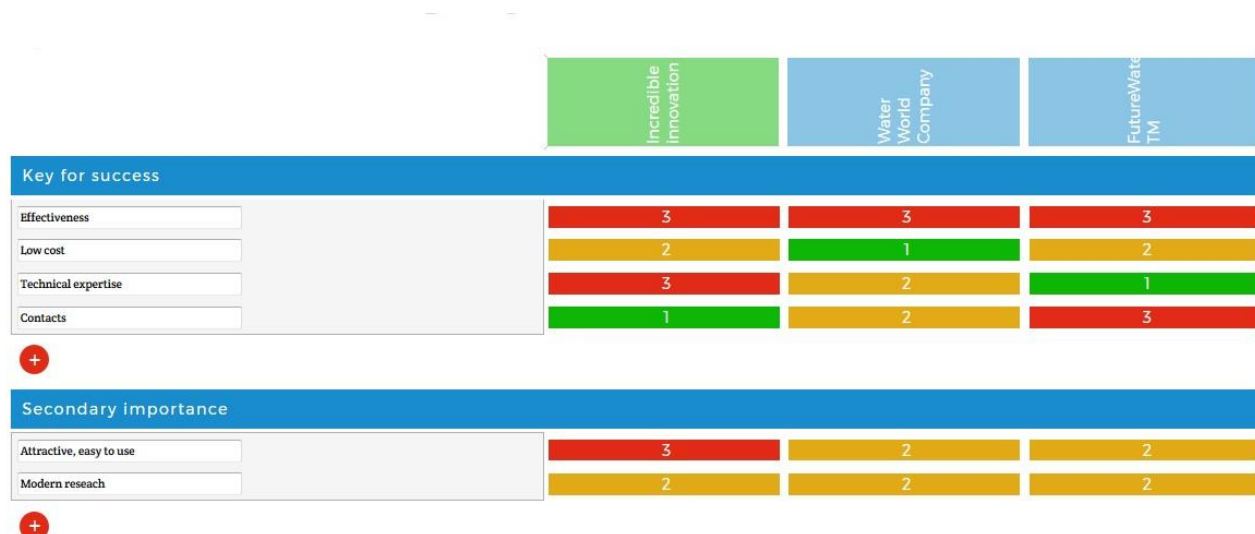 Incredible
innovation
Water
World
Company
FutureWate
TM
Key for success
Effectiveness 3 3 3
Low cost 2 1 2
Technical expertise 3 2 1
Contacts 1 2 3
+
Secondary importance
Attractive, easy to use 3 2 2
Modern reseach 2 2 2
+